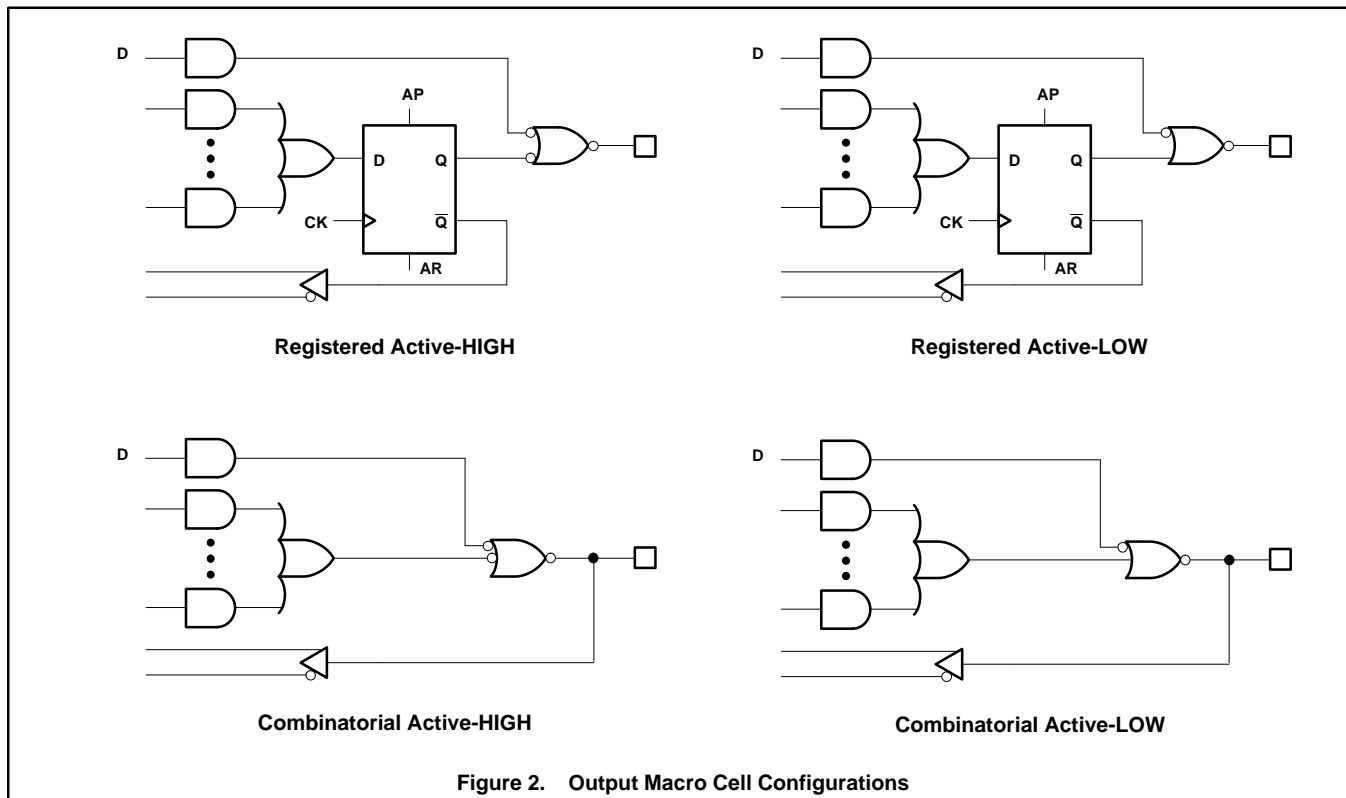 D
AP
D
Q
CK
Q̅
AR
Registered Active-HIGH
D
AP
D
Q
CK
Q̅
AR
Registered Active-LOW
D
Combinatorial Active-HIGH
D
Combinatorial Active-LOW
Figure 2. Output Macro Cell Configurations